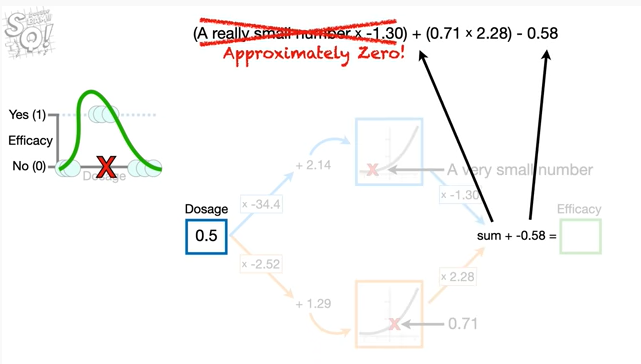 (A really small number x -1.30) + (0.71 x 2.28) - 0.58
Approximately Zero!
SQ!
Yes (1)
Efficacy
No (0)
Dosage
+ 2.14
A very small number
x -34.4
x -1.30
Dosage
Efficacy
0.5
sum + -0.58 =
x -2.52
x 2.28
+ 1.29
0.71